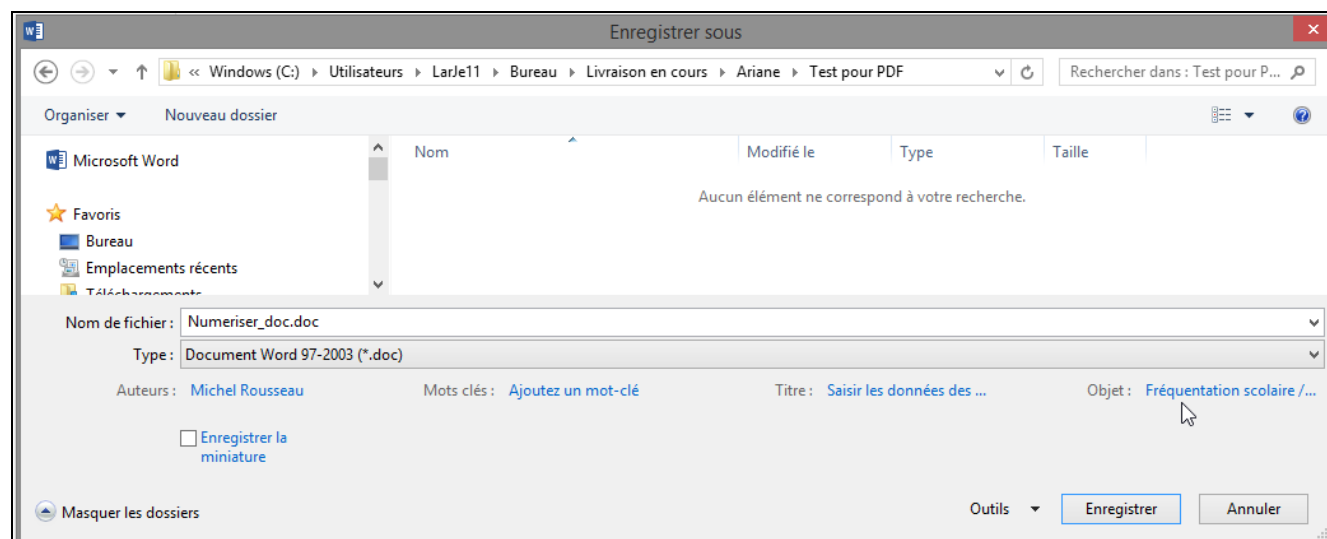 Enregistrer sous
« Windows (C:) Utilisateurs LarJe11 Bureau Livraison en cours Ariane Test pour PDF
Rechercher dans : Test pour P...
Organiser Nouveau dossier
Microsoft Word
Favoris
Bureau
Emplacements récents
Téléchargements
Nom Modifié le Type Taille
Aucun élément ne correspond à votre recherche.
Nom de fichier : Numeriser_doc.doc
Type : Document Word 97-2003 (*.doc)
Auteurs : Michel Rousseau Mots clés : Ajoutez un mot-clé Titre : Saisir les données des ... Objet : Fréquentation scolaire /...
Enregistrer la
miniature
Masquer les dossiers Outils Enregistrer Annuler